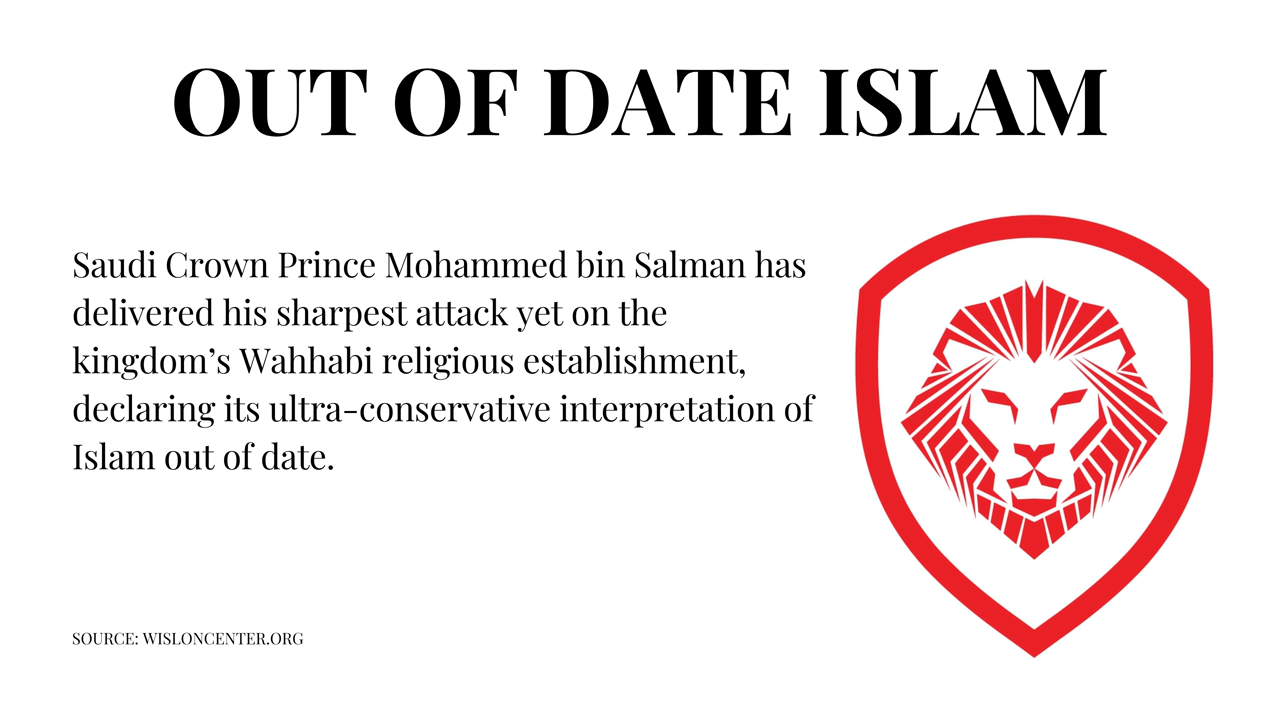 OUT OF DATE ISLAM
Saudi Crown Prince Mohammed bin Salman has
delivered his sharpest attack yet on the
kingdom’s Wahhabi religious establishment,
declaring its ultra-conservative interpretation of
Islam out of date.
SOURCE: WISLONCENTER.ORG